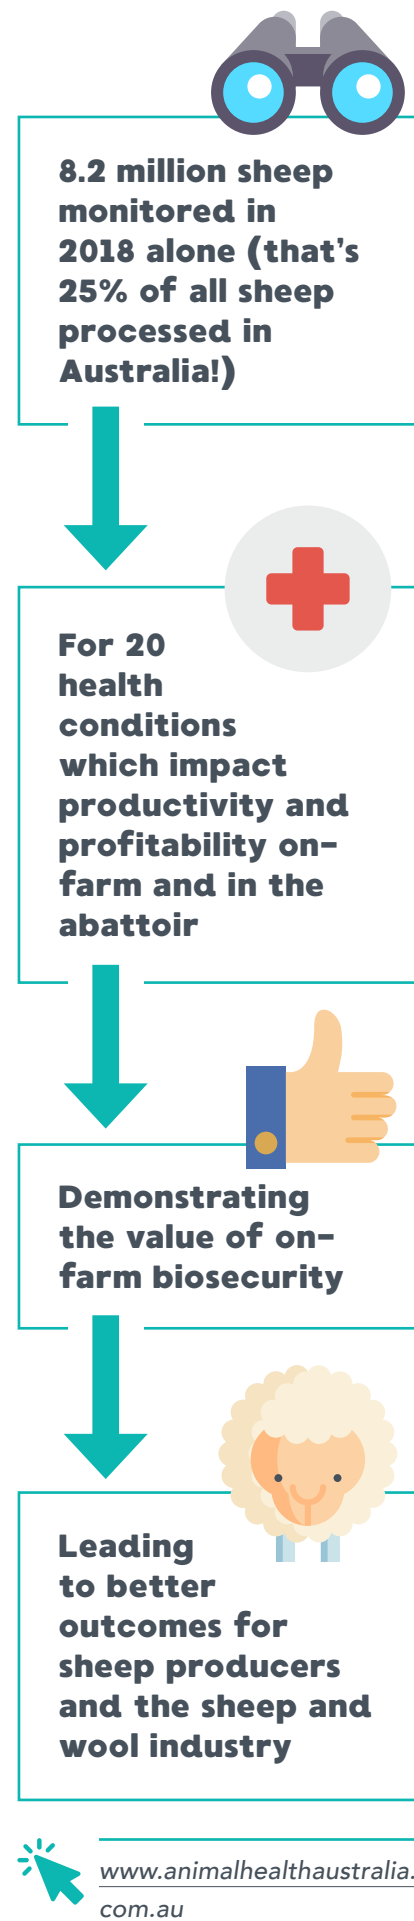 8.2 million sheep
monitored in
2018 alone (that’s
25% of all sheep
processed in
Australia!)
For 20
health
conditions
which impact
productivity and
profitability on-
farm and in the
abattoir
Demonstrating
the value of on-
farm biosecurity
Leading
to better
outcomes for
sheep producers
and the sheep and
wool industry
www.animalhealthaustralia.
com.au